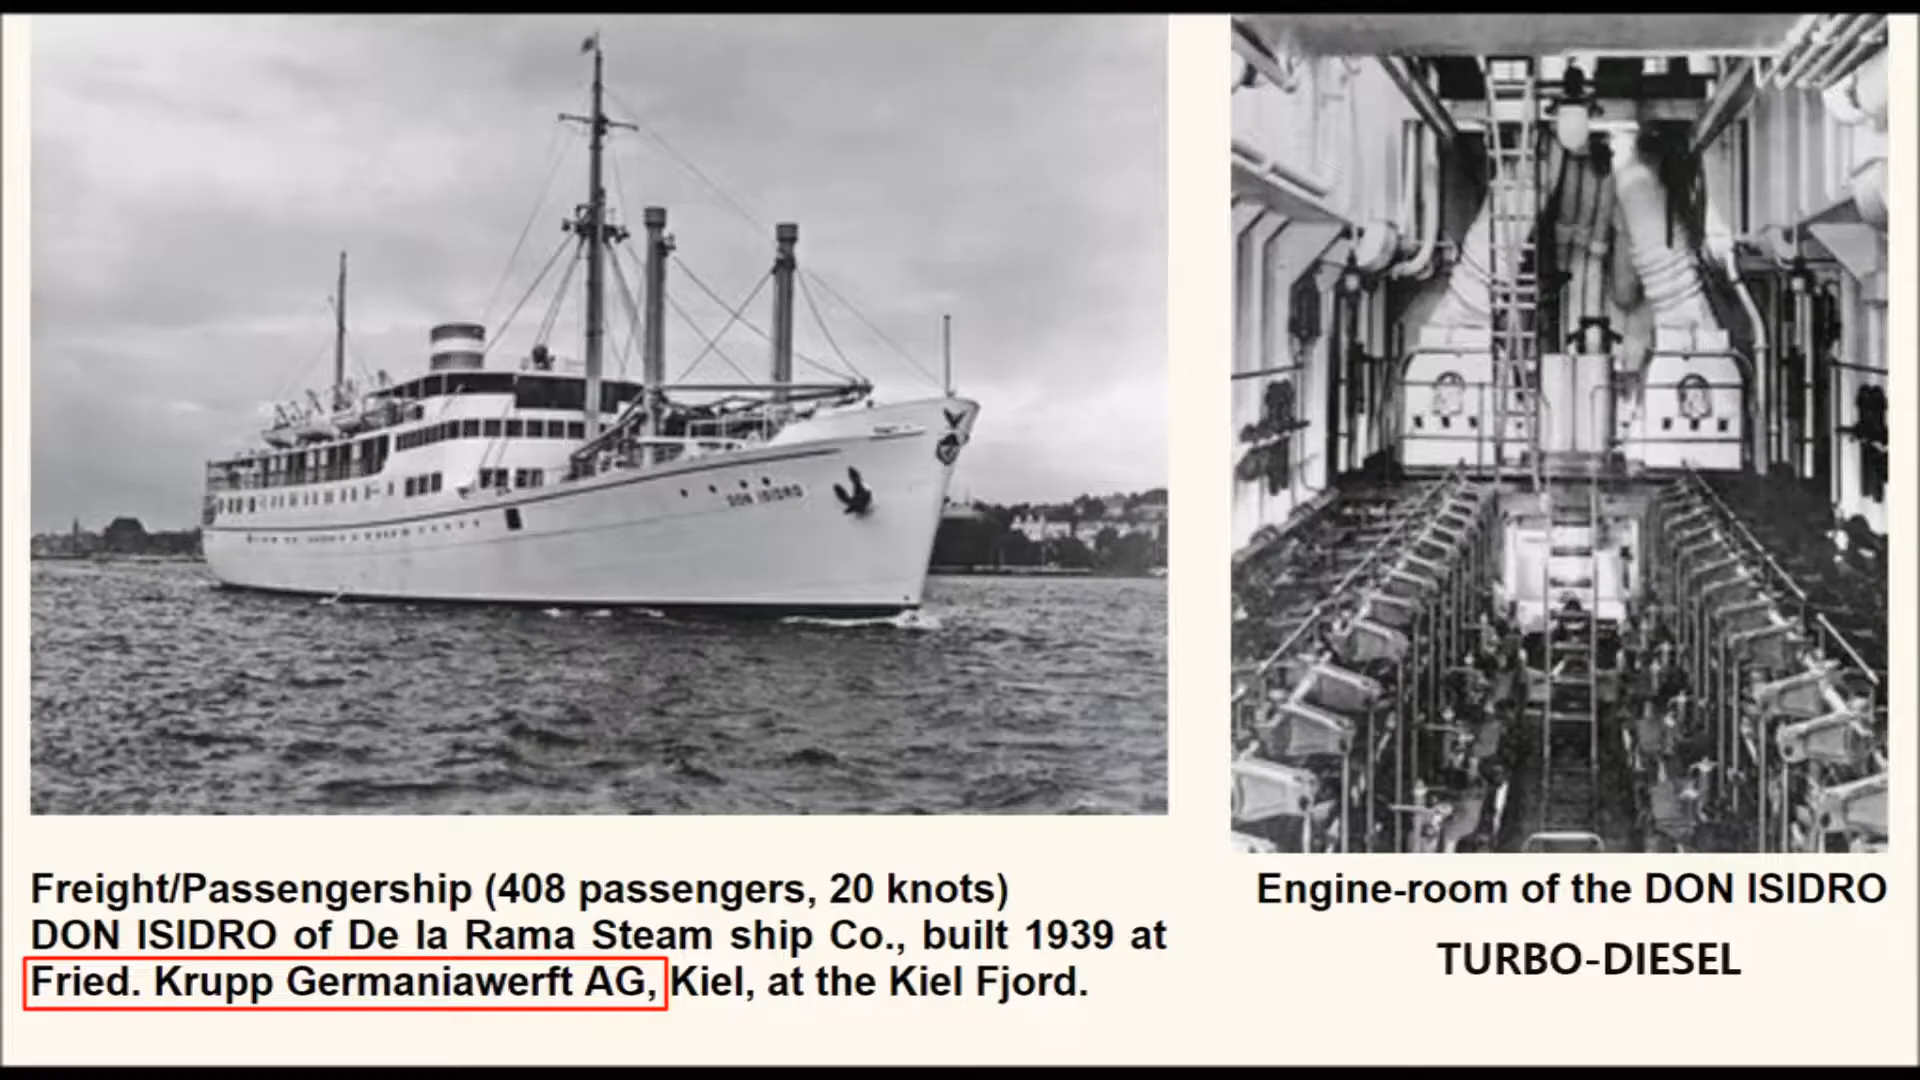 DON ISIDRO
Freight/Passengership (408 passengers, 20 knots)
DON ISIDRO of De la Rama Steam ship Co., built 1939 at
Fried. Krupp Germaniawerft AG, Kiel, at the Kiel Fjord.
Engine-room of the DON ISIDRO
TURBO-DIESEL